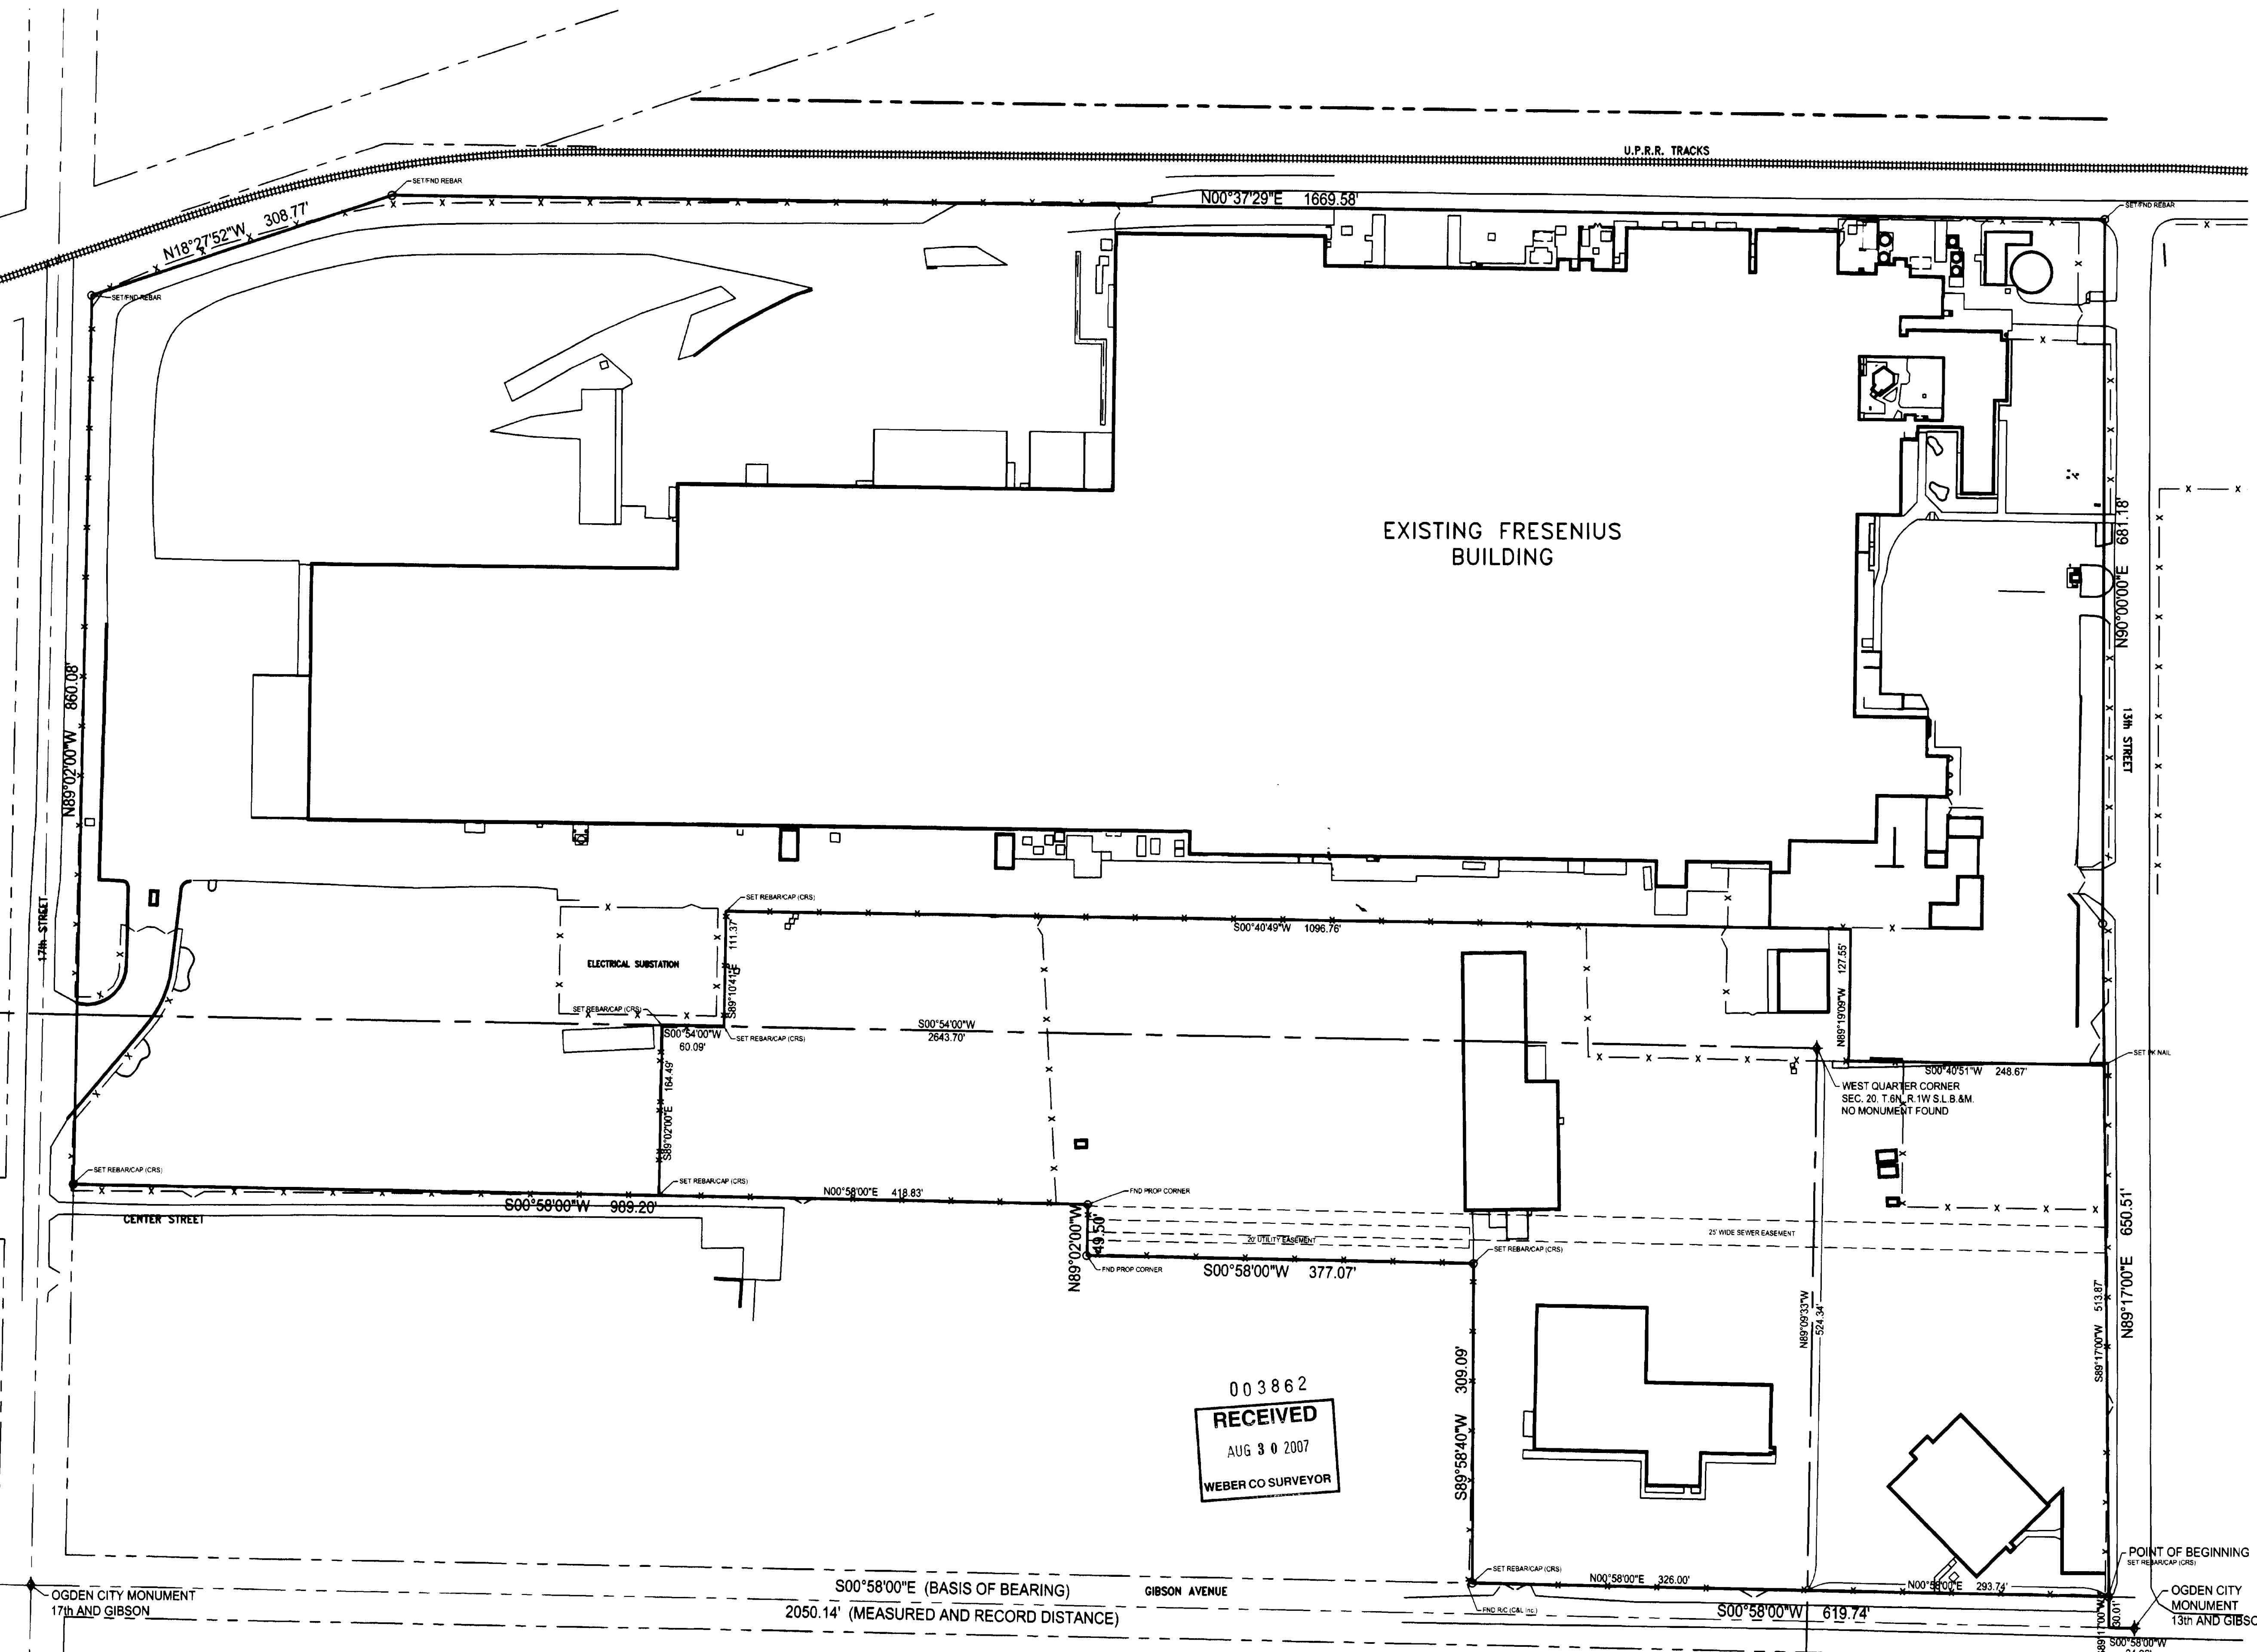 U.P.R.R. TRACKS
SET/FND REBAR
SET/FND REBAR
N00°37'29"E 1669.58'
N18°27'52"W 308.77'
SET/FND REBAR
EXISTING FRESENIUS
BUILDING
N90°00'00"E 681.18'
13th STREET
N89°02'00"W 860.08'
17th STREET
SET REBAR/CAP (CRS)
S00°40'49"W 1096.76'
111.37'
S89°10'41"E
ELECTRICAL SUBSTATION
N89°19'09"W 127.55'
SET REBAR/CAP (CRS)
S00°54'00"W
60.09'
SET REBAR/CAP (CRS)
S00°54'00"W
2643.70'
SET PK NAIL
S00°40'51"W 248.67'
WEST QUARTER CORNER
SEC. 20, T.6N. R.1W S.L.B.&M.
NO MONUMENT FOUND
S89°02'00"E 164.49'
SET REBAR/CAP (CRS)
SET REBAR/CAP (CRS)
N00°58'00"E 418.83'
FND PROP CORNER
S00°58'00"W 989.20'
CENTER STREET
N89°02'00"W
49.50'
20' UTILITY EASEMENT
25' WIDE SEWER EASEMENT
SET REBAR/CAP (CRS)
FND PROP CORNER
S00°58'00"W 377.07'
N89°17'00"E 650.51'
S89°17'00"W 513.87'
N89°09'33"W
524.34'
S89°58'40"W 309.09'
003862
RECEIVED
AUG 30 2007
WEBER CO SURVEYOR
POINT OF BEGINNING
SET REBAR/CAP (CRS)
SET REBAR/CAP (CRS)
N00°58'00"E 326.00'
N00°58'00"E 293.74'
OGDEN CITY MONUMENT
17th AND GIBSON
S00°58'00"E (BASIS OF BEARING)
GIBSON AVENUE
2050.14' (MEASURED AND RECORD DISTANCE)
FND R/C (C&L Inc.)
S00°58'00"W 619.74'
OGDEN CITY
MONUMENT
13th AND GIBSO
S00°58'00"W